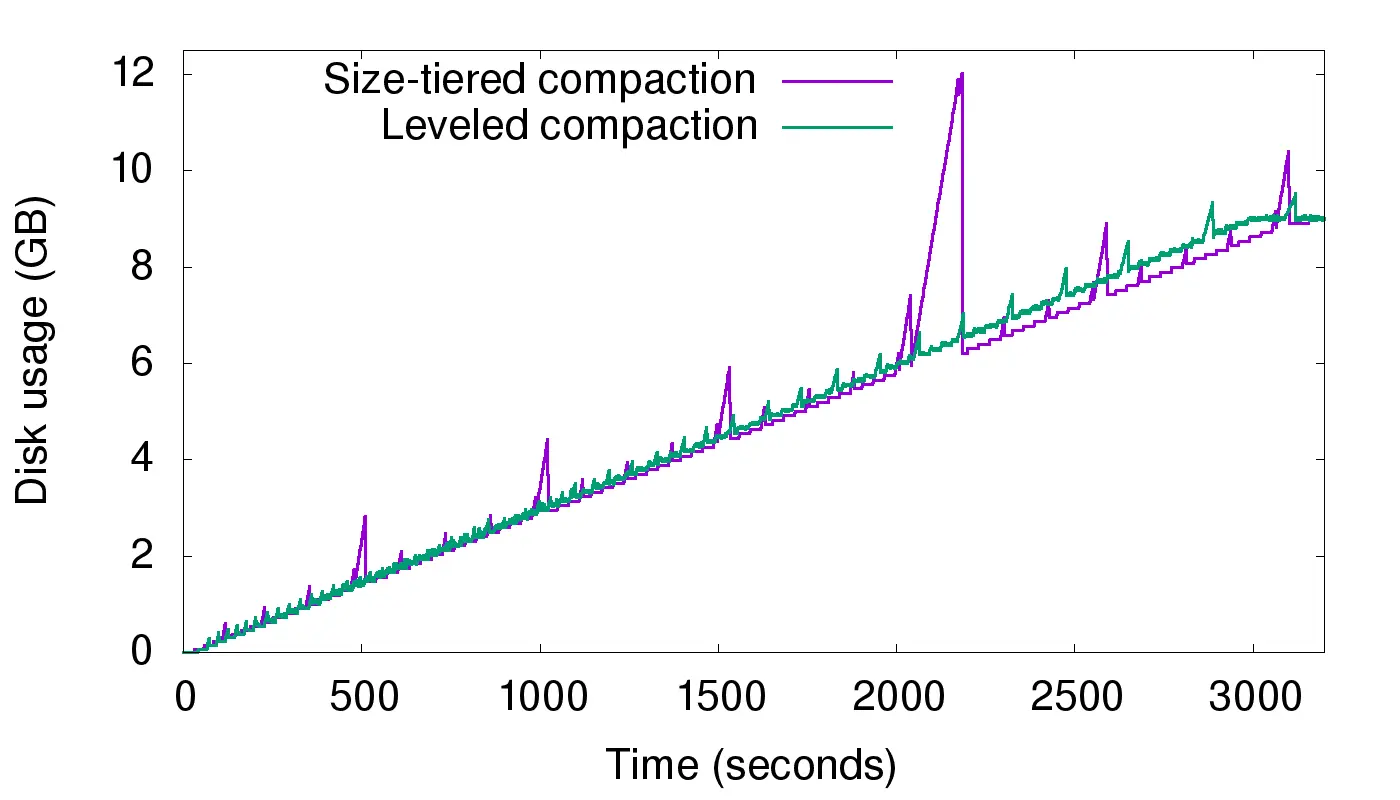 Size-tiered compaction
Leveled compaction
12
10
8
6
4
2
0
Disk usage (GB)
0 500 1000 1500 2000 2500 3000
Time (seconds)